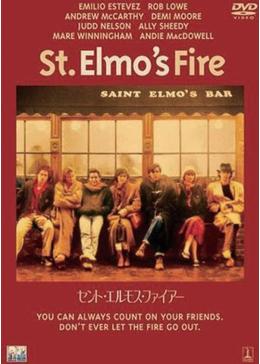 EMILIO ESTEVEZ ROB LOWE
ANDREW McCARTHY DEMI MOORE
JUDD NELSON ALLY SHEEDY
MARE WINNINGHAM ANDIE MacDOWELL
DVD
VIDEO
St. Elmo's Fire
SAINT ELMO'S BAR
セント・エルモス・ファイアー
YOU CAN ALWAYS COUNT ON YOUR FRIENDS.
DON'T EVER LET THE FIRE GO OUT.